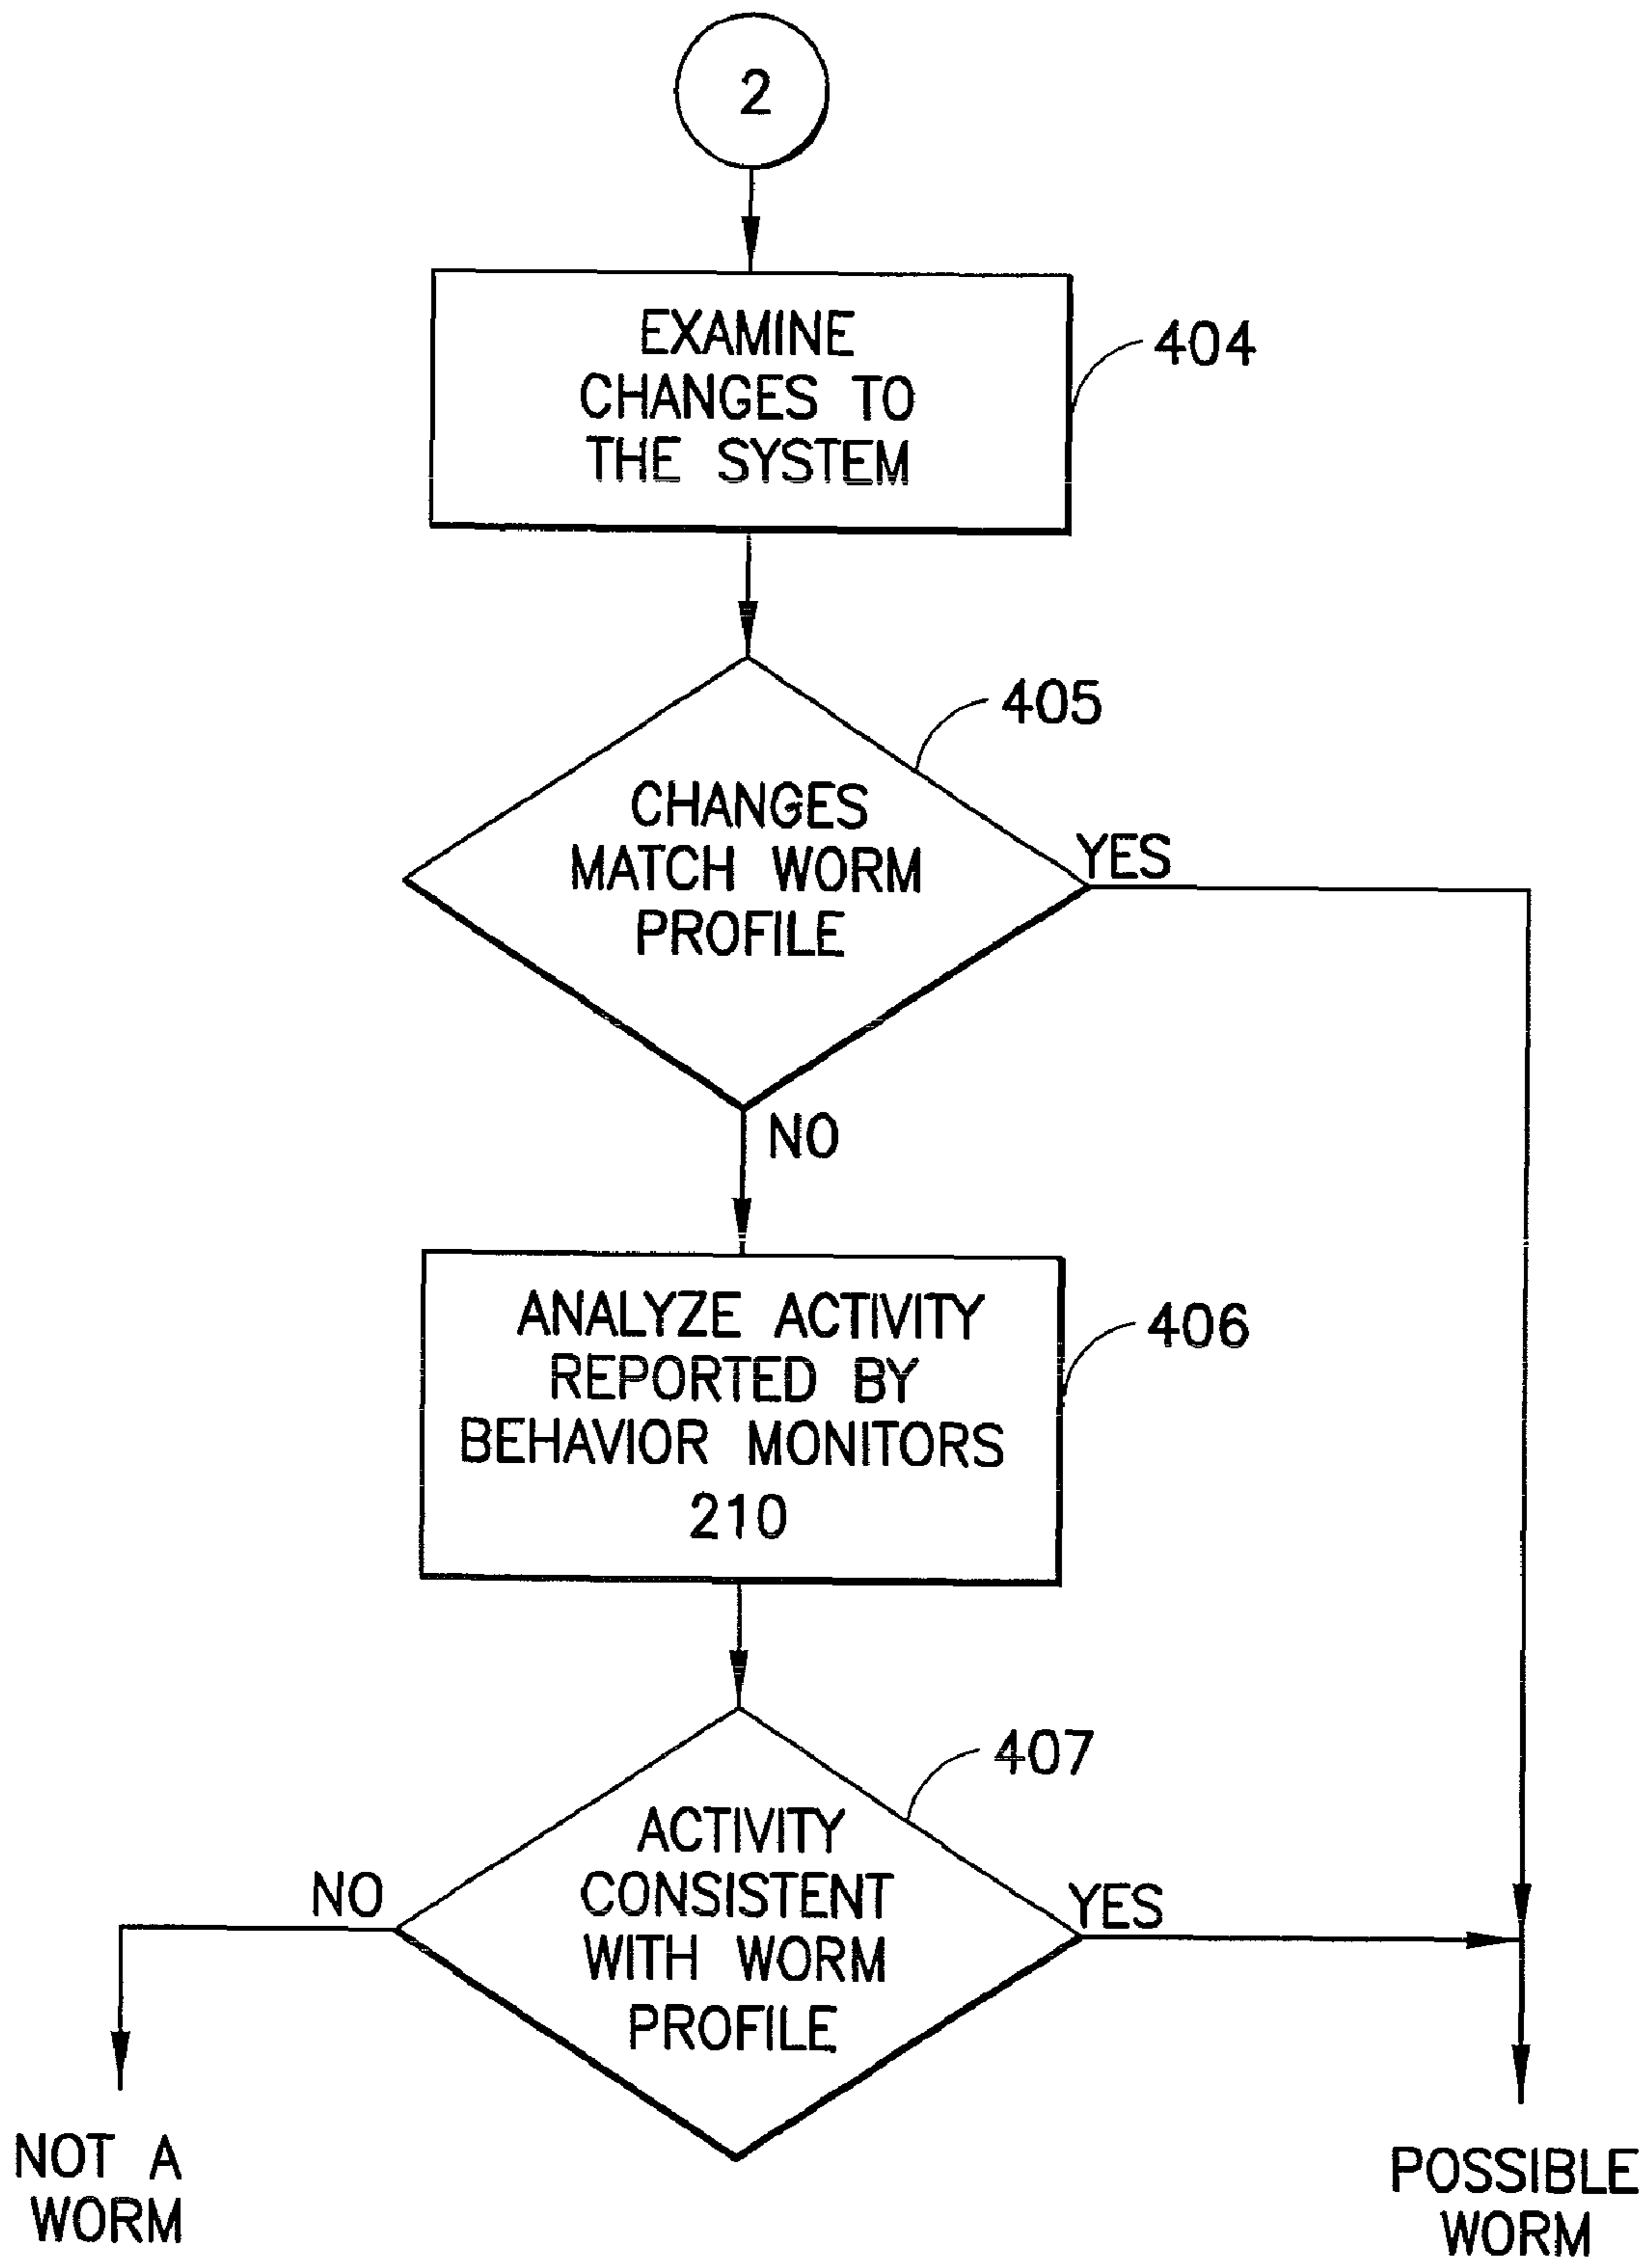 2
EXAMINE
CHANGES TO
THE SYSTEM
404
405
CHANGES
MATCH WORM
PROFILE
YES
NO
ANALYZE ACTIVITY
REPORTED BY
BEHAVIOR MONITORS
210
406
407
ACTIVITY
CONSISTENT
WITH WORM
PROFILE
NO
YES
NOT A
WORM
POSSIBLE
WORM